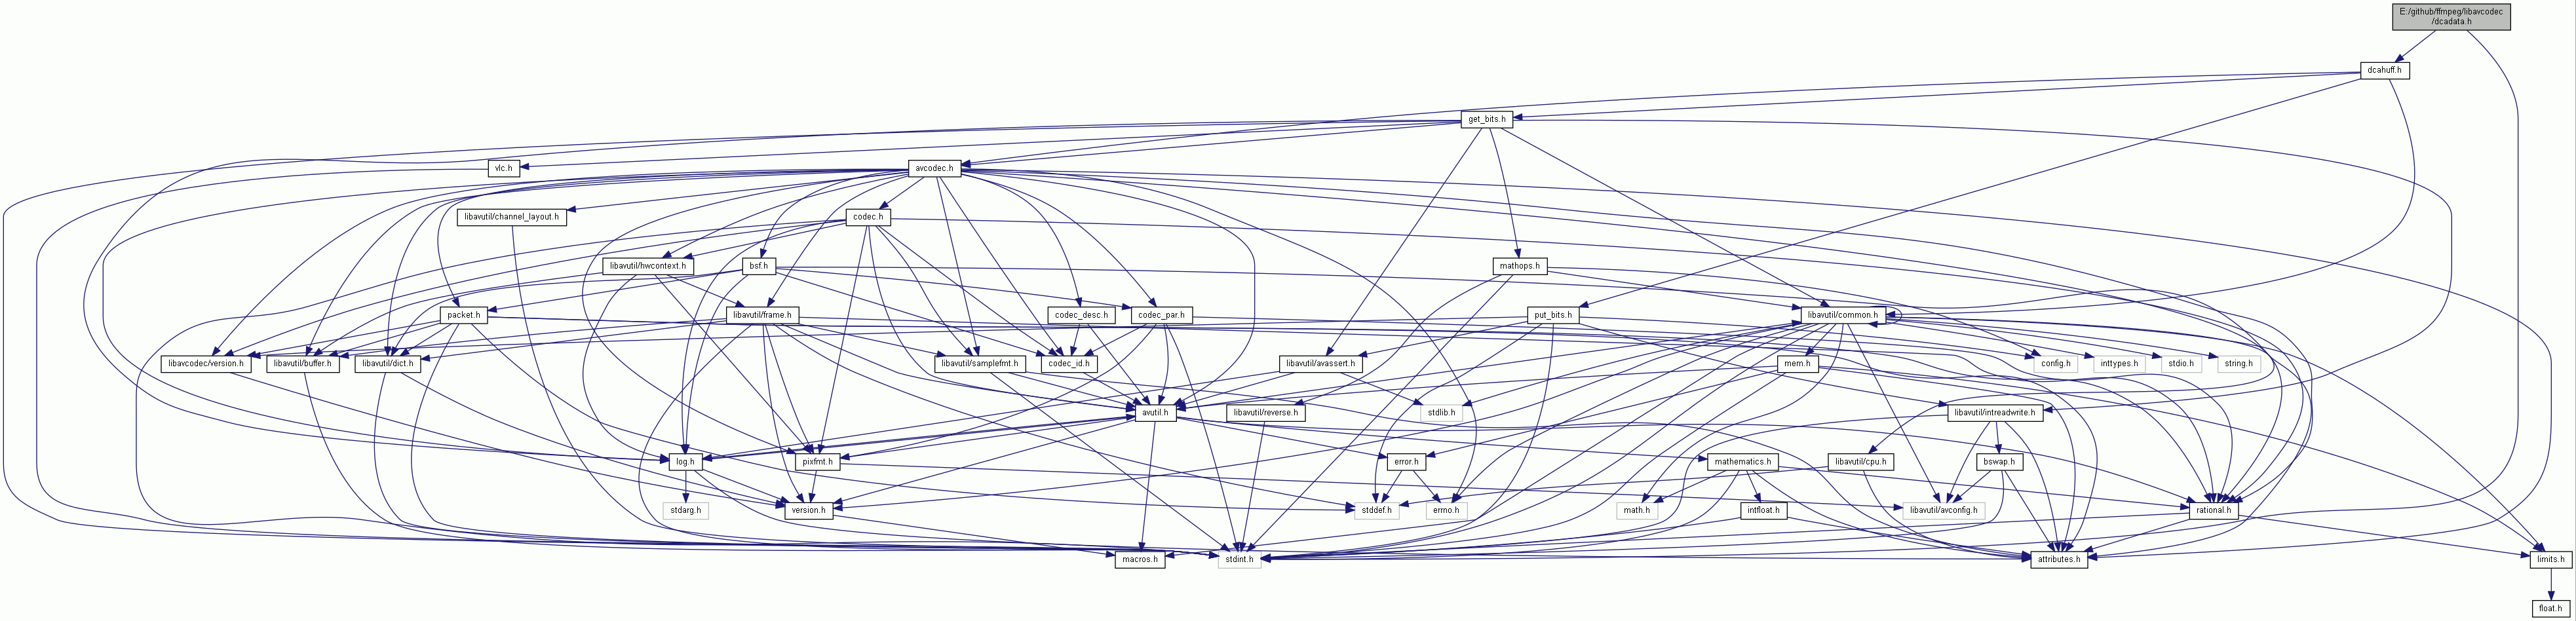 E:/github/ffmpeg/libavcodec
/dcadata.h
dcahuff.h
get_bits.h
vlc.h
avcodec.h
libavutil/channel_layout.h
codec.h
libavutil/hwcontext.h
bsf.h
mathops.h
packet.h
libavutil/frame.h
codec_desc.h
codec_par.h
put_bits.h
libavutil/common.h
libavcodec/version.h
libavutil/buffer.h
libavutil/dict.h
libavutil/samplefmt.h
codec_id.h
libavutil/avassert.h
mem.h
config.h
inttypes.h
stdio.h
string.h
avutil.h
libavutil/reverse.h
stdlib.h
libavutil/intreadwrite.h
log.h
pixfmt.h
error.h
mathematics.h
libavutil/cpu.h
bswap.h
stdarg.h
version.h
stddef.h
errno.h
math.h
intfloat.h
libavutil/avconfig.h
rational.h
macros.h
stdint.h
attributes.h
limits.h
float.h